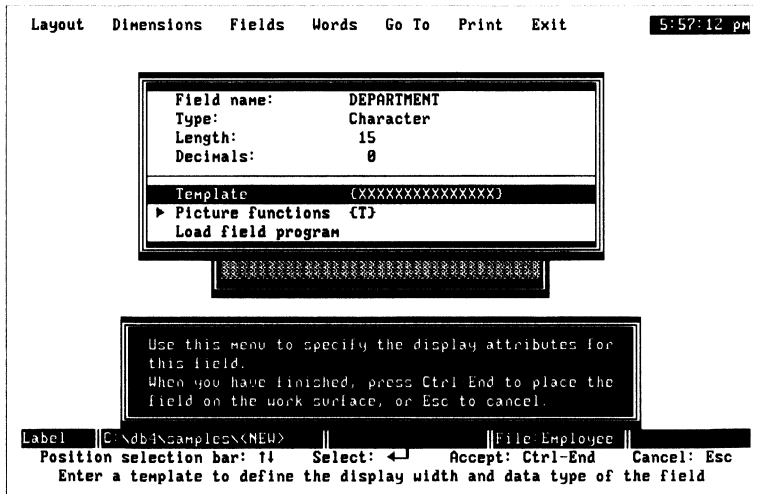 Layout Dimensions Fields Words Go To Print Exit 5:57:12 pm
Field name: DEPARTMENT
Type: Character
Length: 15
Decimals: 0
Template {XXXXXXXXXXXXXXX}
▶ Picture functions {T}
Load field program
Use this menu to specify the display attributes for
this field.
When you have finished, press Ctrl End to place the
field on the work surface, or Esc to cancel.
Label C:\db4\samples\<NEW> File:Employee
Position selection bar: ↑↓ Select: ↵ Accept: Ctrl-End Cancel: Esc
Enter a template to define the display width and data type of the field